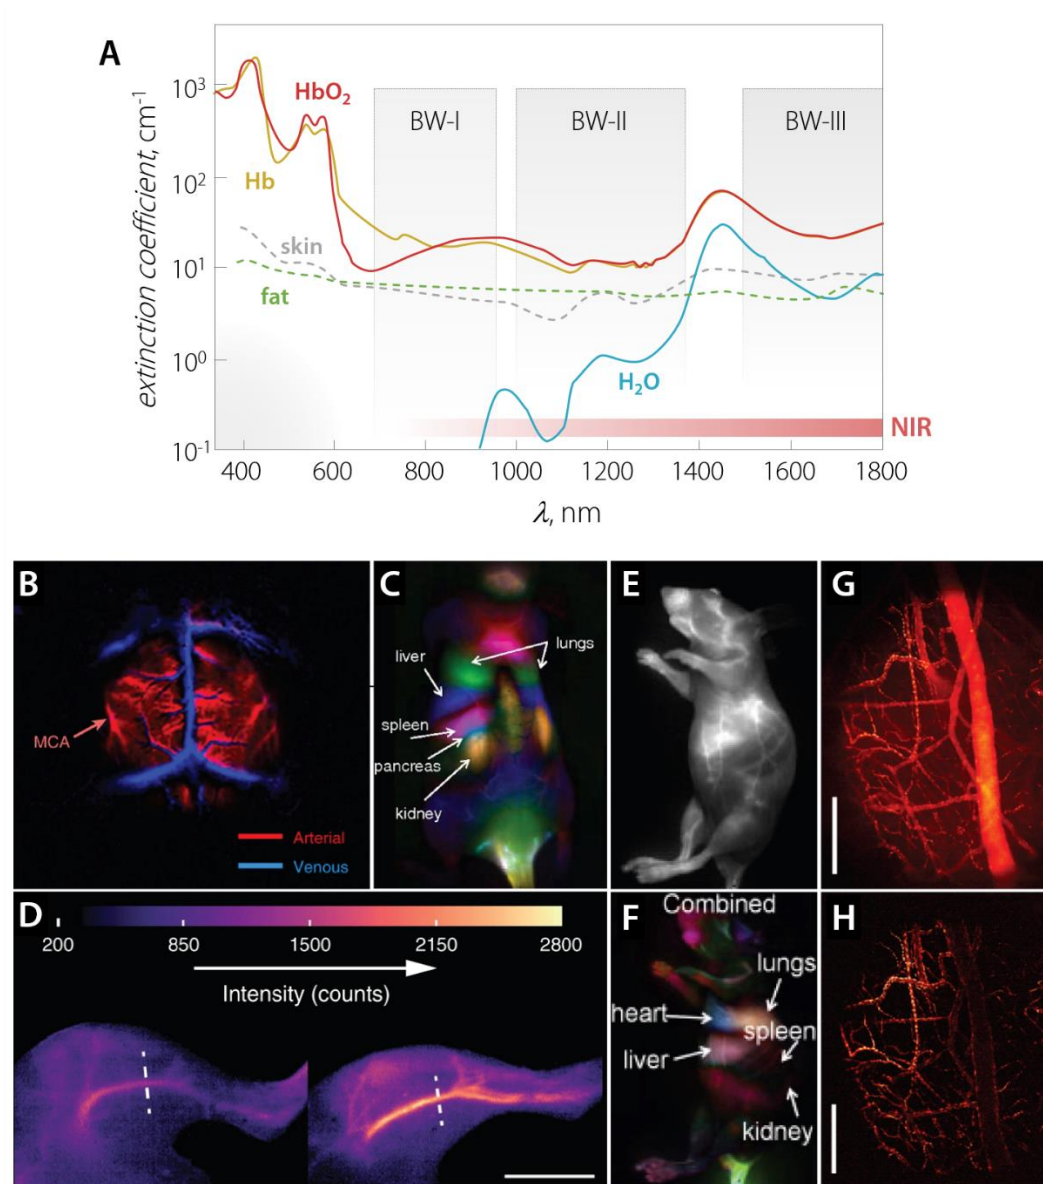 A
extinction coefficient, cm-1
10³
10²
10¹
10⁰
10-1
HbO₂
Hb
skin
fat
H₂O
BW-I
BW-II
BW-III
NIR
400 600 800 1000 1200 1400 1600 1800
λ, nm
B
MCA
Arterial
Venous
C
liver
lungs
spleen
pancreas
kidney
D
200 850 1500 2150 2800
Intensity (counts)
E
F
Combined
lungs
heart
spleen
liver
kidney
G
H